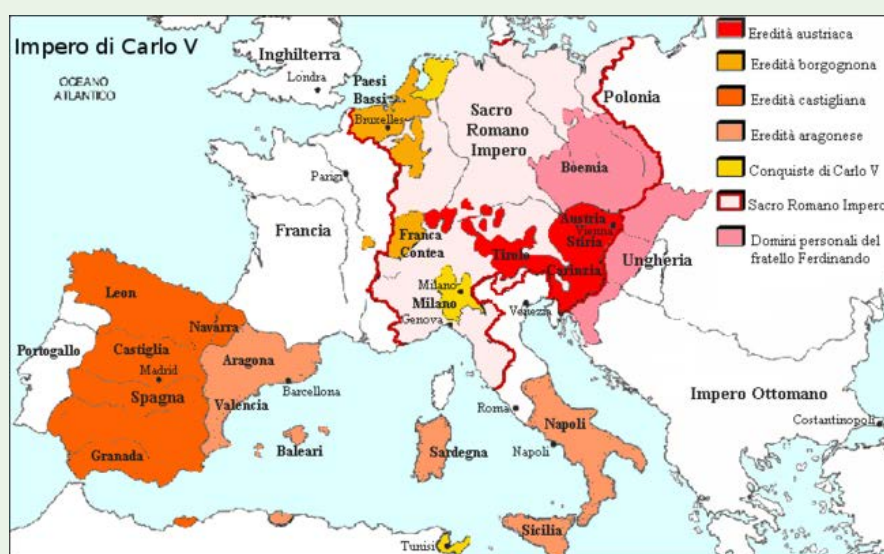 Impero di Carlo V
OCEANO
ATLANTICO
Inghilterra
Londra
Paesi
Bassi
Bruxelles
Sacro
Romano
Impero
Polonia
Boemia
Parigi
Francia
Franca
Contea
Austria
Vienna
Stiria
Tirolo
Carinzia
Ungheria
Milano
Milano
Genova
Venezza
Leon
Navarra
Portogallo
Castiglia
Madrid
Spagna
Aragona
Barcellona
Valencia
Granada
Baleari
Sardegna
Roma
Napoli
Napoli
Sicilia
Tunisi
Impero Ottomano
Costantinopoli
Eredità austriaca
Eredità borgognona
Eredità castigliana
Eredità aragonese
Conquiste di Carlo V
Sacro Romano Impero
Domini personali del
fratello Ferdinando